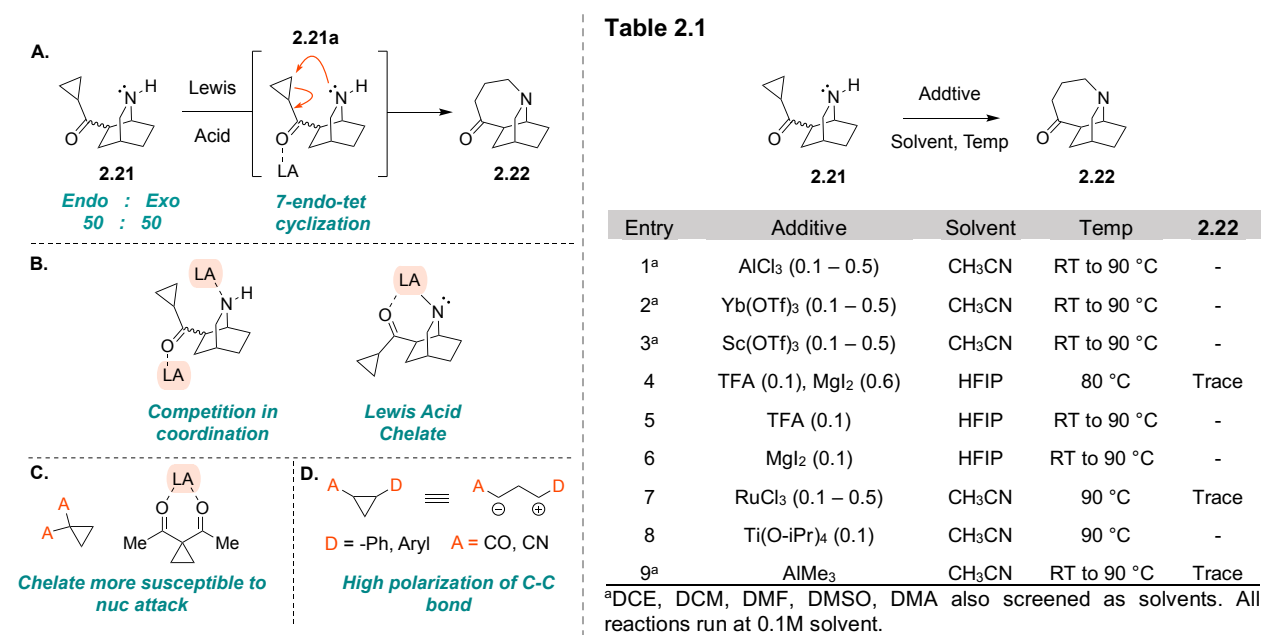 A.
2.21a
H
N
O
2.21
Lewis
Acid
H
N
O
LA
N
O
2.22
Endo : Exo
50 : 50
7-endo-tet
cyclization
B.
LA
H
N
O
LA
LA
O
N
Competition in
coordination
Lewis Acid
Chelate
C.
A
A
LA
O O
Me Me
Chelate more susceptible to
nuc attack
D.
A D
A D
D = -Ph, Aryl A = CO, CN
High polarization of C-C
bond
Table 2.1
H
N
O
2.21
Addtive
Solvent, Temp
N
O
2.22
Entry Additive Solvent Temp 2.22
1ᵃ AlCl₃ (0.1 – 0.5) CH₃CN RT to 90 °C -
2ᵃ Yb(OTf)₃ (0.1 – 0.5) CH₃CN RT to 90 °C -
3ᵃ Sc(OTf)₃ (0.1 – 0.5) CH₃CN RT to 90 °C -
4 TFA (0.1), MgI₂ (0.6) HFIP 80 °C Trace
5 TFA (0.1) HFIP RT to 90 °C -
6 MgI₂ (0.1) HFIP RT to 90 °C -
7 RuCl₃ (0.1 – 0.5) CH₃CN 90 °C Trace
8 Ti(O-iPr)₄ (0.1) CH₃CN 90 °C -
9ᵃ AlMe₃ CH₃CN RT to 90 °C Trace
ᵃDCE, DCM, DMF, DMSO, DMA also screened as solvents. All
reactions run at 0.1M solvent.